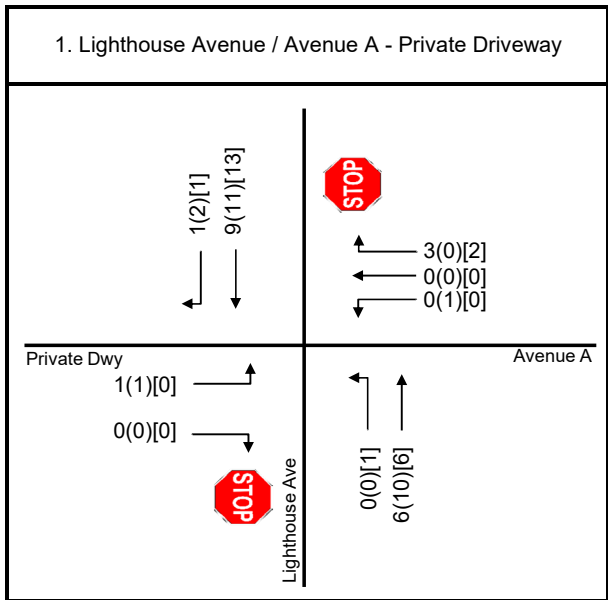 1. Lighthouse Avenue / Avenue A - Private Driveway
1(2)[1]
9(11)[13]
STOP
3(0)[2]
0(0)[0]
0(1)[0]
Private Dwy
Avenue A
1(1)[0]
0(0)[0]
STOP
Lighthouse Ave
0(0)[1]
6(10)[6]